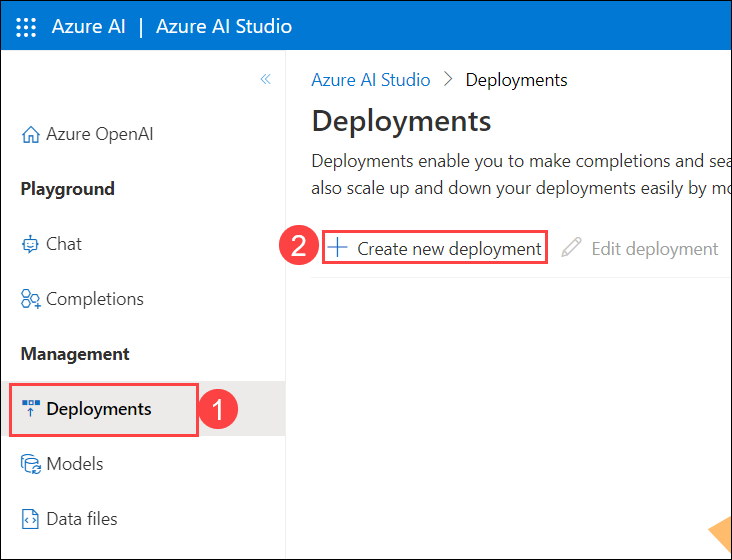 Azure AI | Azure AI Studio
Azure AI Studio > Deployments
Deployments
Deployments enable you to make completions and sea
also scale up and down your deployments easily by mo
2 + Create new deployment Edit deployment
Azure OpenAI
Playground
Chat
Completions
Management
Deployments 1
Models
Data files